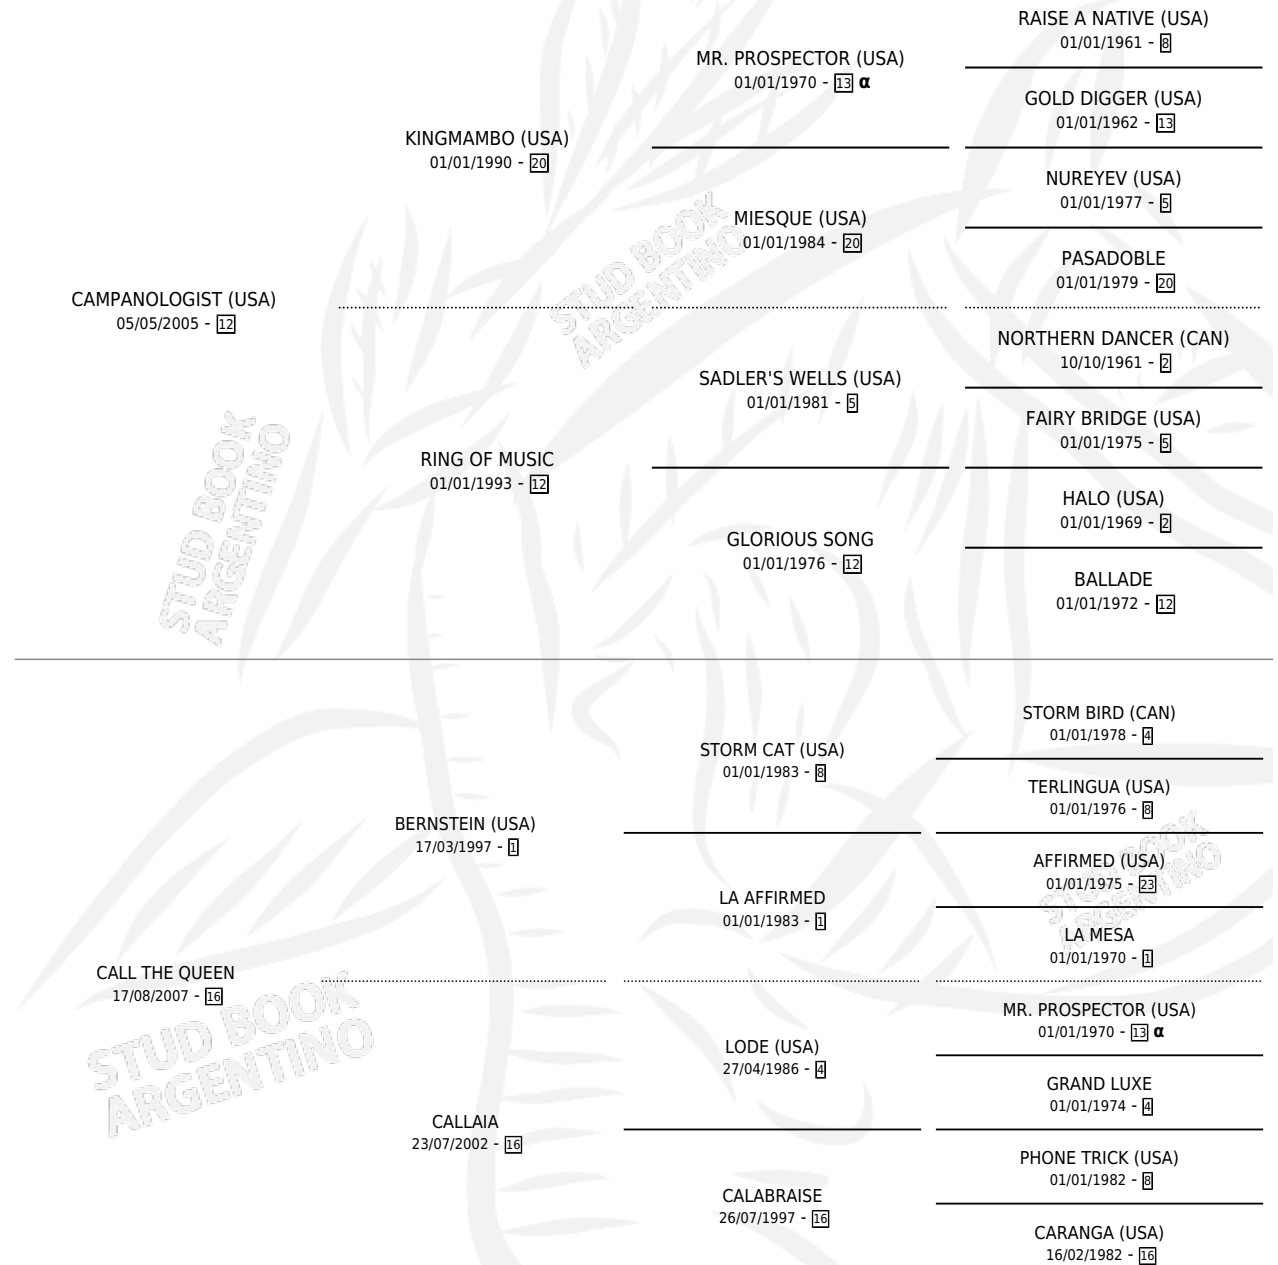 RAISE A NATIVE (USA)
01/01/1961 - 8
MR. PROSPECTOR (USA)
01/01/1970 - 13 α
GOLD DIGGER (USA)
01/01/1962 - 13
KINGMAMBO (USA)
01/01/1990 - 20
NUREYEV (USA)
01/01/1977 - 5
MIESQUE (USA)
01/01/1984 - 20
PASADOBLE
01/01/1979 - 20
CAMPANOLOGIST (USA)
05/05/2005 - 12
NORTHERN DANCER (CAN)
10/10/1961 - 2
SADLER'S WELLS (USA)
01/01/1981 - 5
FAIRY BRIDGE (USA)
01/01/1975 - 5
RING OF MUSIC
01/01/1993 - 12
HALO (USA)
01/01/1969 - 2
GLORIOUS SONG
01/01/1976 - 12
BALLADE
01/01/1972 - 12
STUD BOOK
ARGENTINO
STUD BOOK
ARGENTINO
STORM BIRD (CAN)
01/01/1978 - 4
STORM CAT (USA)
01/01/1983 - 8
TERLINGUA (USA)
01/01/1976 - 8
BERNSTEIN (USA)
17/03/1997 - 1
AFFIRMED (USA)
01/01/1975 - 23
LA AFFIRMED
01/01/1983 - 1
LA MESA
01/01/1970 - 1
CALL THE QUEEN
17/08/2007 - 16
MR. PROSPECTOR (USA)
01/01/1970 - 13 α
LODE (USA)
27/04/1986 - 4
GRAND LUXE
01/01/1974 - 4
CALLAIA
23/07/2002 - 16
PHONE TRICK (USA)
01/01/1982 - 8
CALABRAISE
26/07/1997 - 16
CARANGA (USA)
16/02/1982 - 16
STUD BOOK
ARGENTINO
STUD BOOK
ARGENTINO